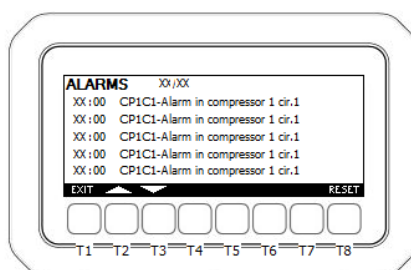 ALARMS XX/XX
XX:00 CP1C1-Alarm in compressor 1 cir.1
XX:00 CP1C1-Alarm in compressor 1 cir.1
XX:00 CP1C1-Alarm in compressor 1 cir.1
XX:00 CP1C1-Alarm in compressor 1 cir.1
XX:00 CP1C1-Alarm in compressor 1 cir.1
EXIT RESET
T1 T2 T3 T4 T5 T6 T7 T8